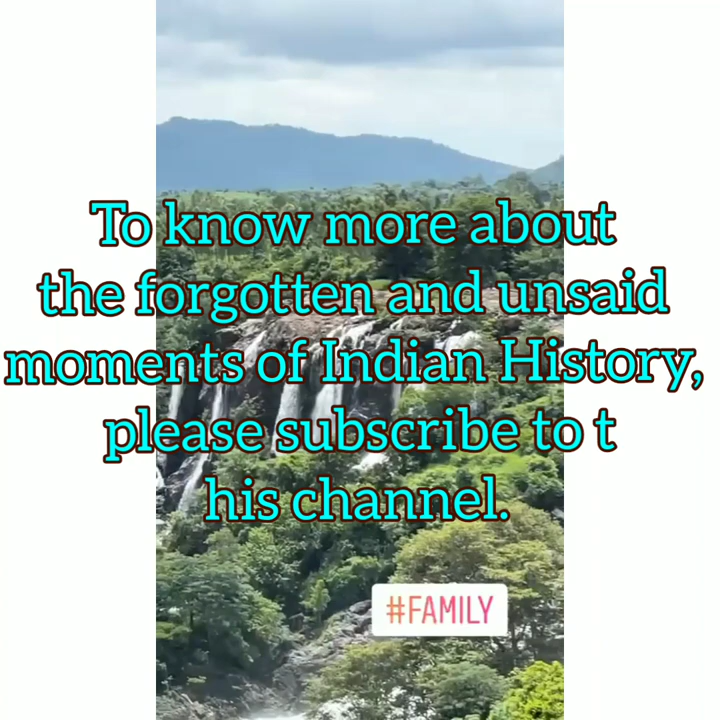 To know more about
the forgotten and unsaid
moments of Indian History,
please subscribe to t
his channel.
#FAMILY